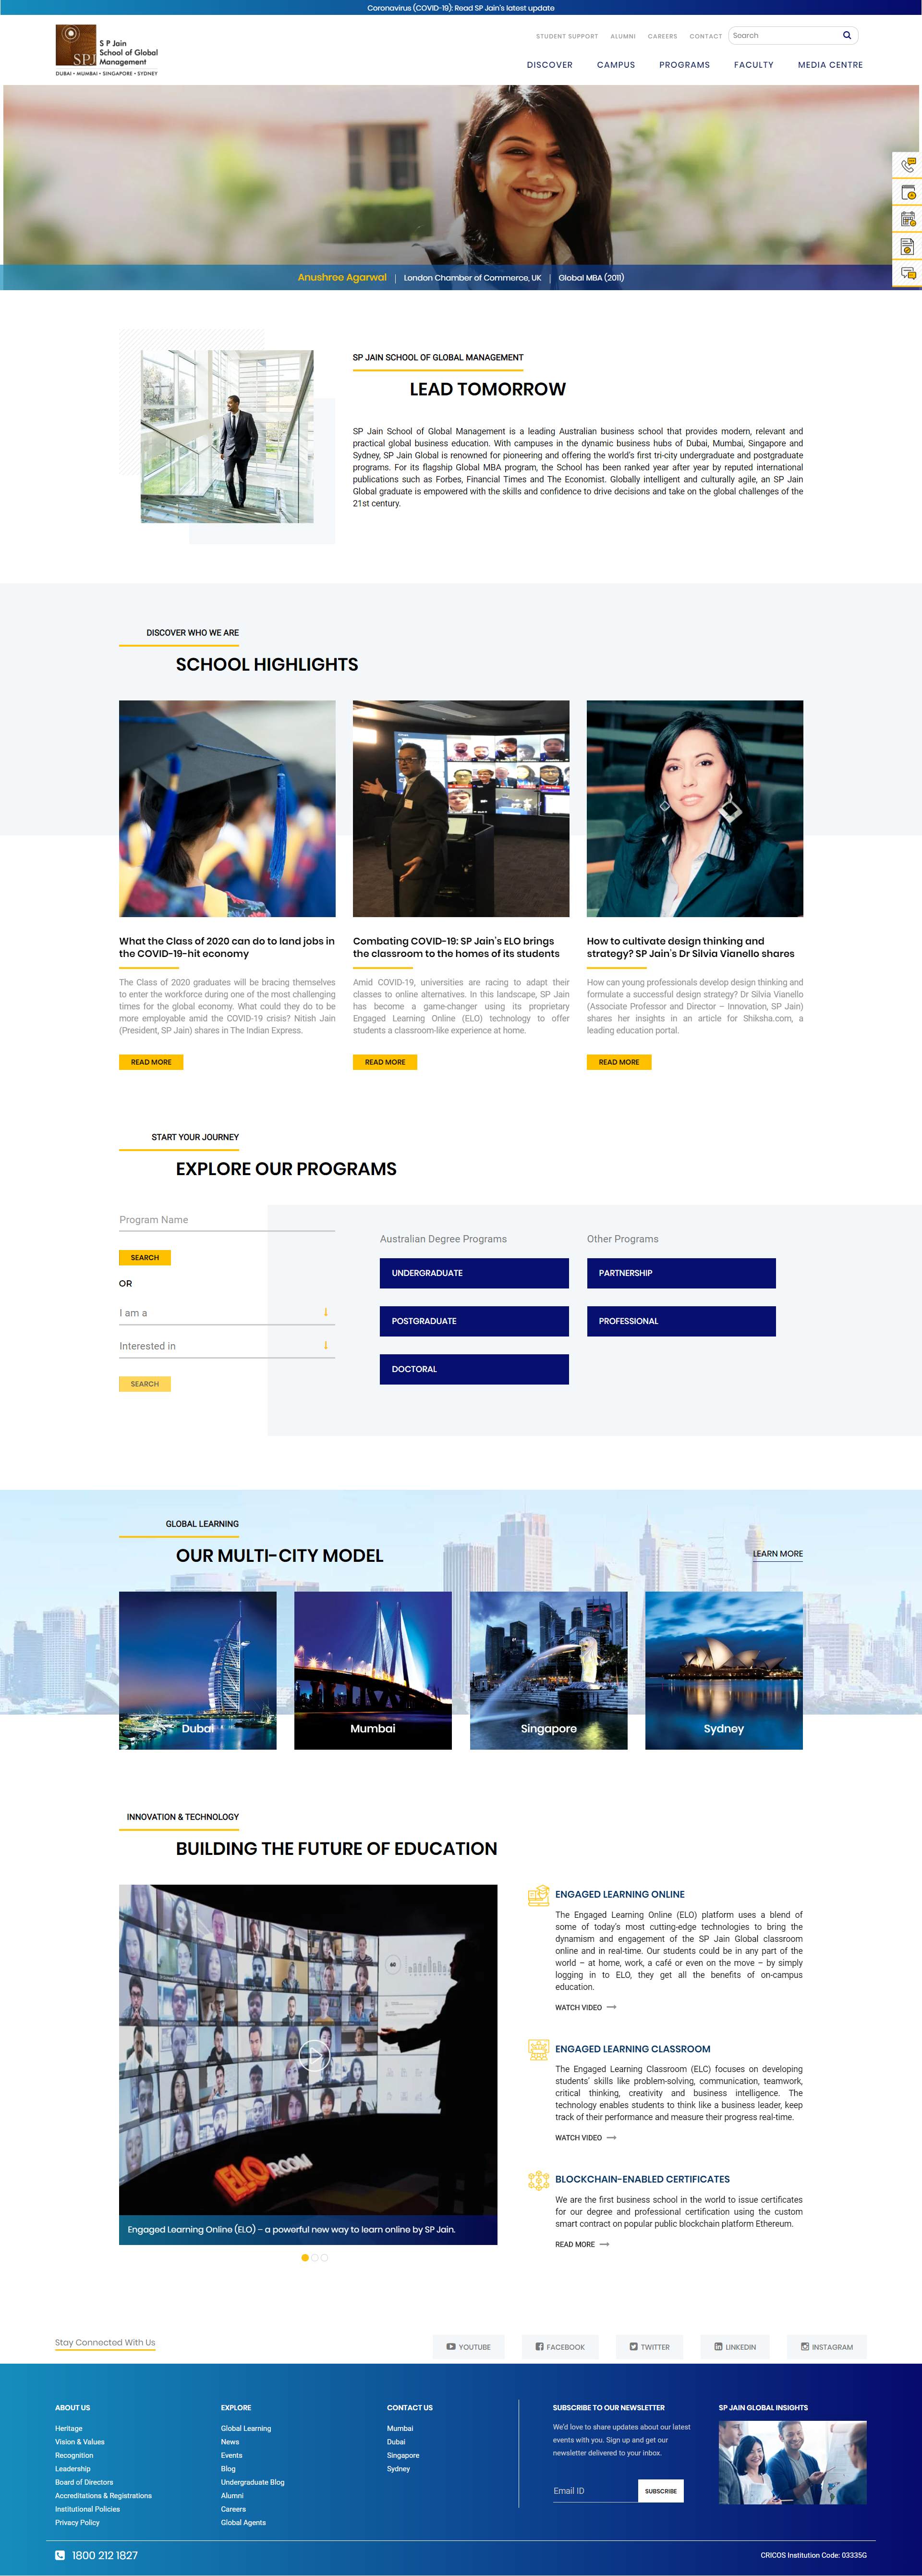 Coronavirus (COVID-19): Read SP Jain's latest update
SPJ
S P Jain
School of Global
Management
DUBAI • MUMBAI • SINGAPORE • SYDNEY
STUDENT SUPPORT ALUMNI CAREERS CONTACT Search
DISCOVER CAMPUS PROGRAMS FACULTY MEDIA CENTRE
Anushree Agarwal | London Chamber of Commerce, UK | Global MBA (2011)
SP JAIN SCHOOL OF GLOBAL MANAGEMENT
LEAD TOMORROW
SP Jain School of Global Management is a leading Australian business school that provides modern, relevant and
practical global business education. With campuses in the dynamic business hubs of Dubai, Mumbai, Singapore and
Sydney, SP Jain Global is renowned for pioneering and offering the world's first tri-city undergraduate and postgraduate
programs. For its flagship Global MBA program, the School has been ranked year after year by reputed international
publications such as Forbes, Financial Times and The Economist. Globally intelligent and culturally agile, an SP Jain
Global graduate is empowered with the skills and confidence to drive decisions and take on the global challenges of the
21st century.
DISCOVER WHO WE ARE
SCHOOL HIGHLIGHTS
What the Class of 2020 can do to land jobs in
the COVID-19-hit economy
The Class of 2020 graduates will be bracing themselves
to enter the workforce during one of the most challenging
times for the global economy. What could they do to be
more employable amid the COVID-19 crisis? Nitish Jain
(President, SP Jain) shares in The Indian Express.
READ MORE
Combating COVID-19: SP Jain's ELO brings
the classroom to the homes of its students
Amid COVID-19, universities are racing to adapt their
classes to online alternatives. In this landscape, SP Jain
has become a game-changer using its proprietary
Engaged Learning Online (ELO) technology to offer
students a classroom-like experience at home.
READ MORE
How to cultivate design thinking and
strategy? SP Jain's Dr Silvia Vianello shares
How can young professionals develop design thinking and
formulate a successful design strategy? Dr Silvia Vianello
(Associate Professor and Director – Innovation, SP Jain)
shares her insights in an article for Shiksha.com, a
leading education portal.
READ MORE
START YOUR JOURNEY
EXPLORE OUR PROGRAMS
Program Name
SEARCH
OR
I am a
Interested in
SEARCH
Australian Degree Programs
UNDERGRADUATE
POSTGRADUATE
DOCTORAL
Other Programs
PARTNERSHIP
PROFESSIONAL
GLOBAL LEARNING
OUR MULTI-CITY MODEL
LEARN MORE
Dubai
Mumbai
Singapore
Sydney
INNOVATION & TECHNOLOGY
BUILDING THE FUTURE OF EDUCATION
60
ELO ROOM
Engaged Learning Online (ELO) – a powerful new way to learn online by SP Jain.
ENGAGED LEARNING ONLINE
The Engaged Learning Online (ELO) platform uses a blend of
some of today's most cutting-edge technologies to bring the
dynamism and engagement of the SP Jain Global classroom
online and in real-time. Our students could be in any part of the
world – at home, work, a café or even on the move – by simply
logging in to ELO, they get all the benefits of on-campus
education.
WATCH VIDEO
ENGAGED LEARNING CLASSROOM
The Engaged Learning Classroom (ELC) focuses on developing
students' skills like problem-solving, communication, teamwork,
critical thinking, creativity and business intelligence. The
technology enables students to think like a business leader, keep
track of their performance and measure their progress real-time.
WATCH VIDEO
BLOCKCHAIN-ENABLED CERTIFICATES
We are the first business school in the world to issue certificates
for our degree and professional certification using the custom
smart contract on popular public blockchain platform Ethereum.
READ MORE
Stay Connected With Us
YOUTUBE FACEBOOK TWITTER LINKEDIN INSTAGRAM
ABOUT US
Heritage
Vision & Values
Recognition
Leadership
Board of Directors
Accreditations & Registrations
Institutional Policies
Privacy Policy
EXPLORE
Global Learning
News
Events
Blog
Undergraduate Blog
Alumni
Careers
Global Agents
CONTACT US
Mumbai
Dubai
Singapore
Sydney
SUBSCRIBE TO OUR NEWSLETTER
We'd love to share updates about our latest
events with you. Sign up and get our
newsletter delivered to your inbox.
Email ID
SUBSCRIBE
SP JAIN GLOBAL INSIGHTS
1800 212 1827
CRICOS Institution Code: 03335G